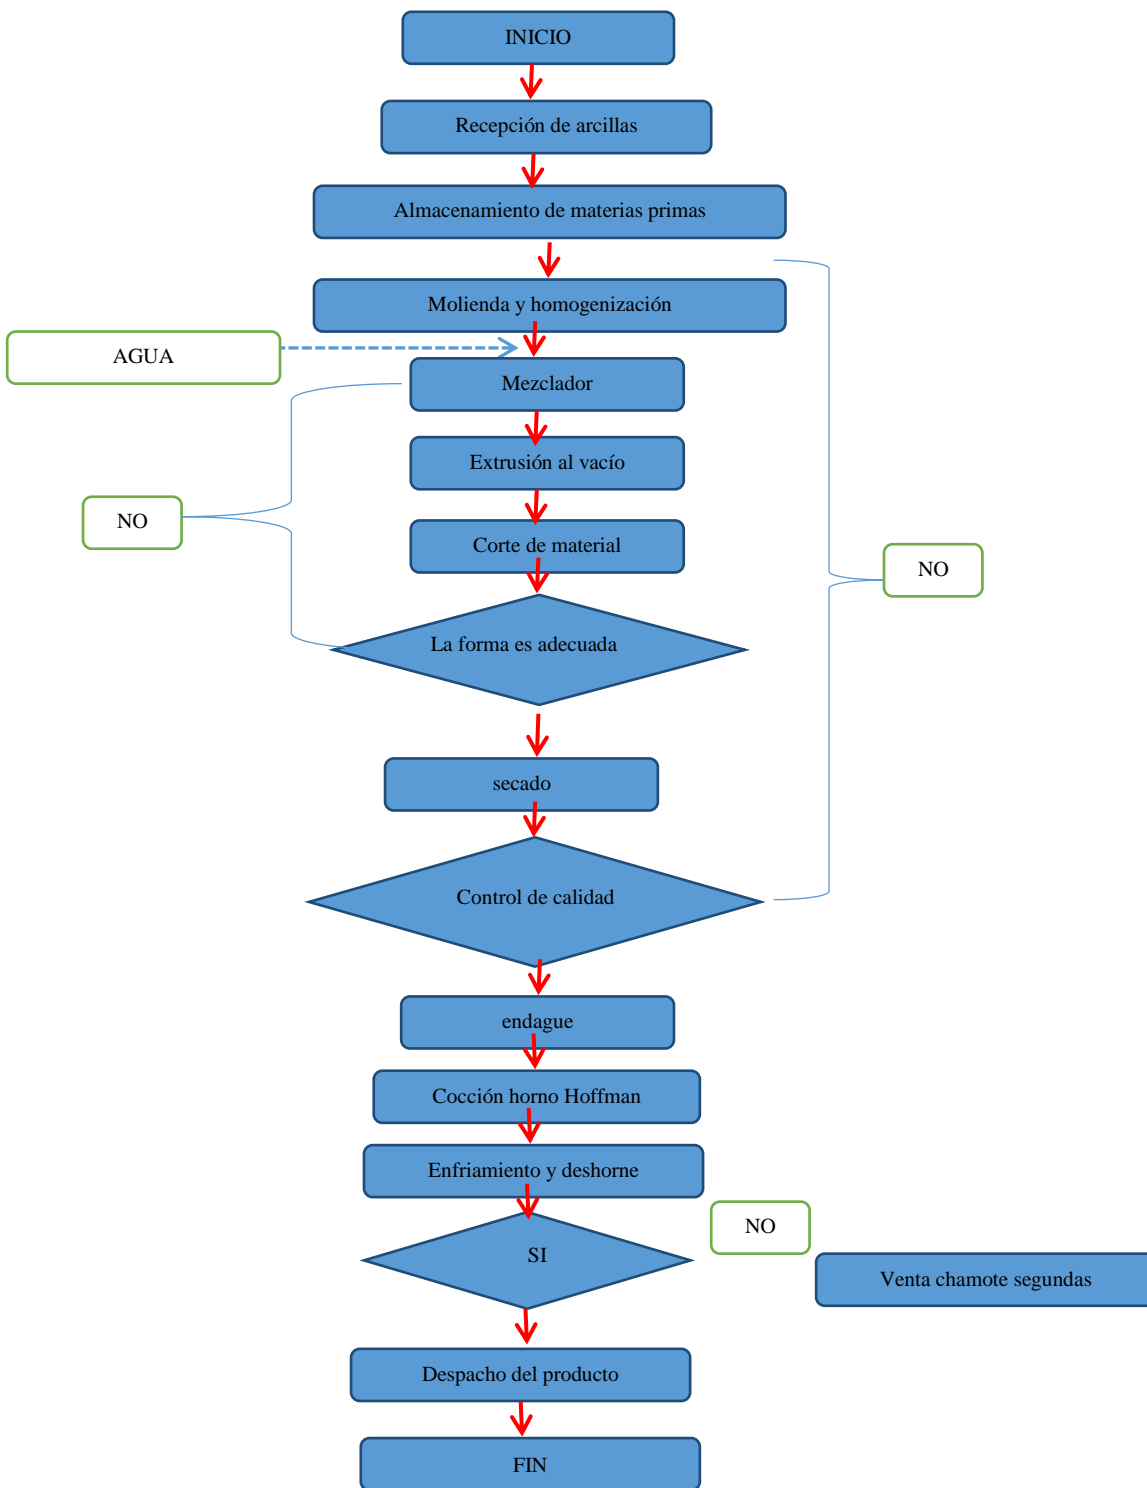 INICIO
Recepción de arcillas
Almacenamiento de materias primas
Molienda y homogenización
AGUA
Mezclador
Extrusión al vacío
NO
Corte de material
NO
La forma es adecuada
secado
Control de calidad
endague
Cocción horno Hoffman
Enfriamiento y deshorne
NO
SI
Venta chamote segundas
Despacho del producto
FIN